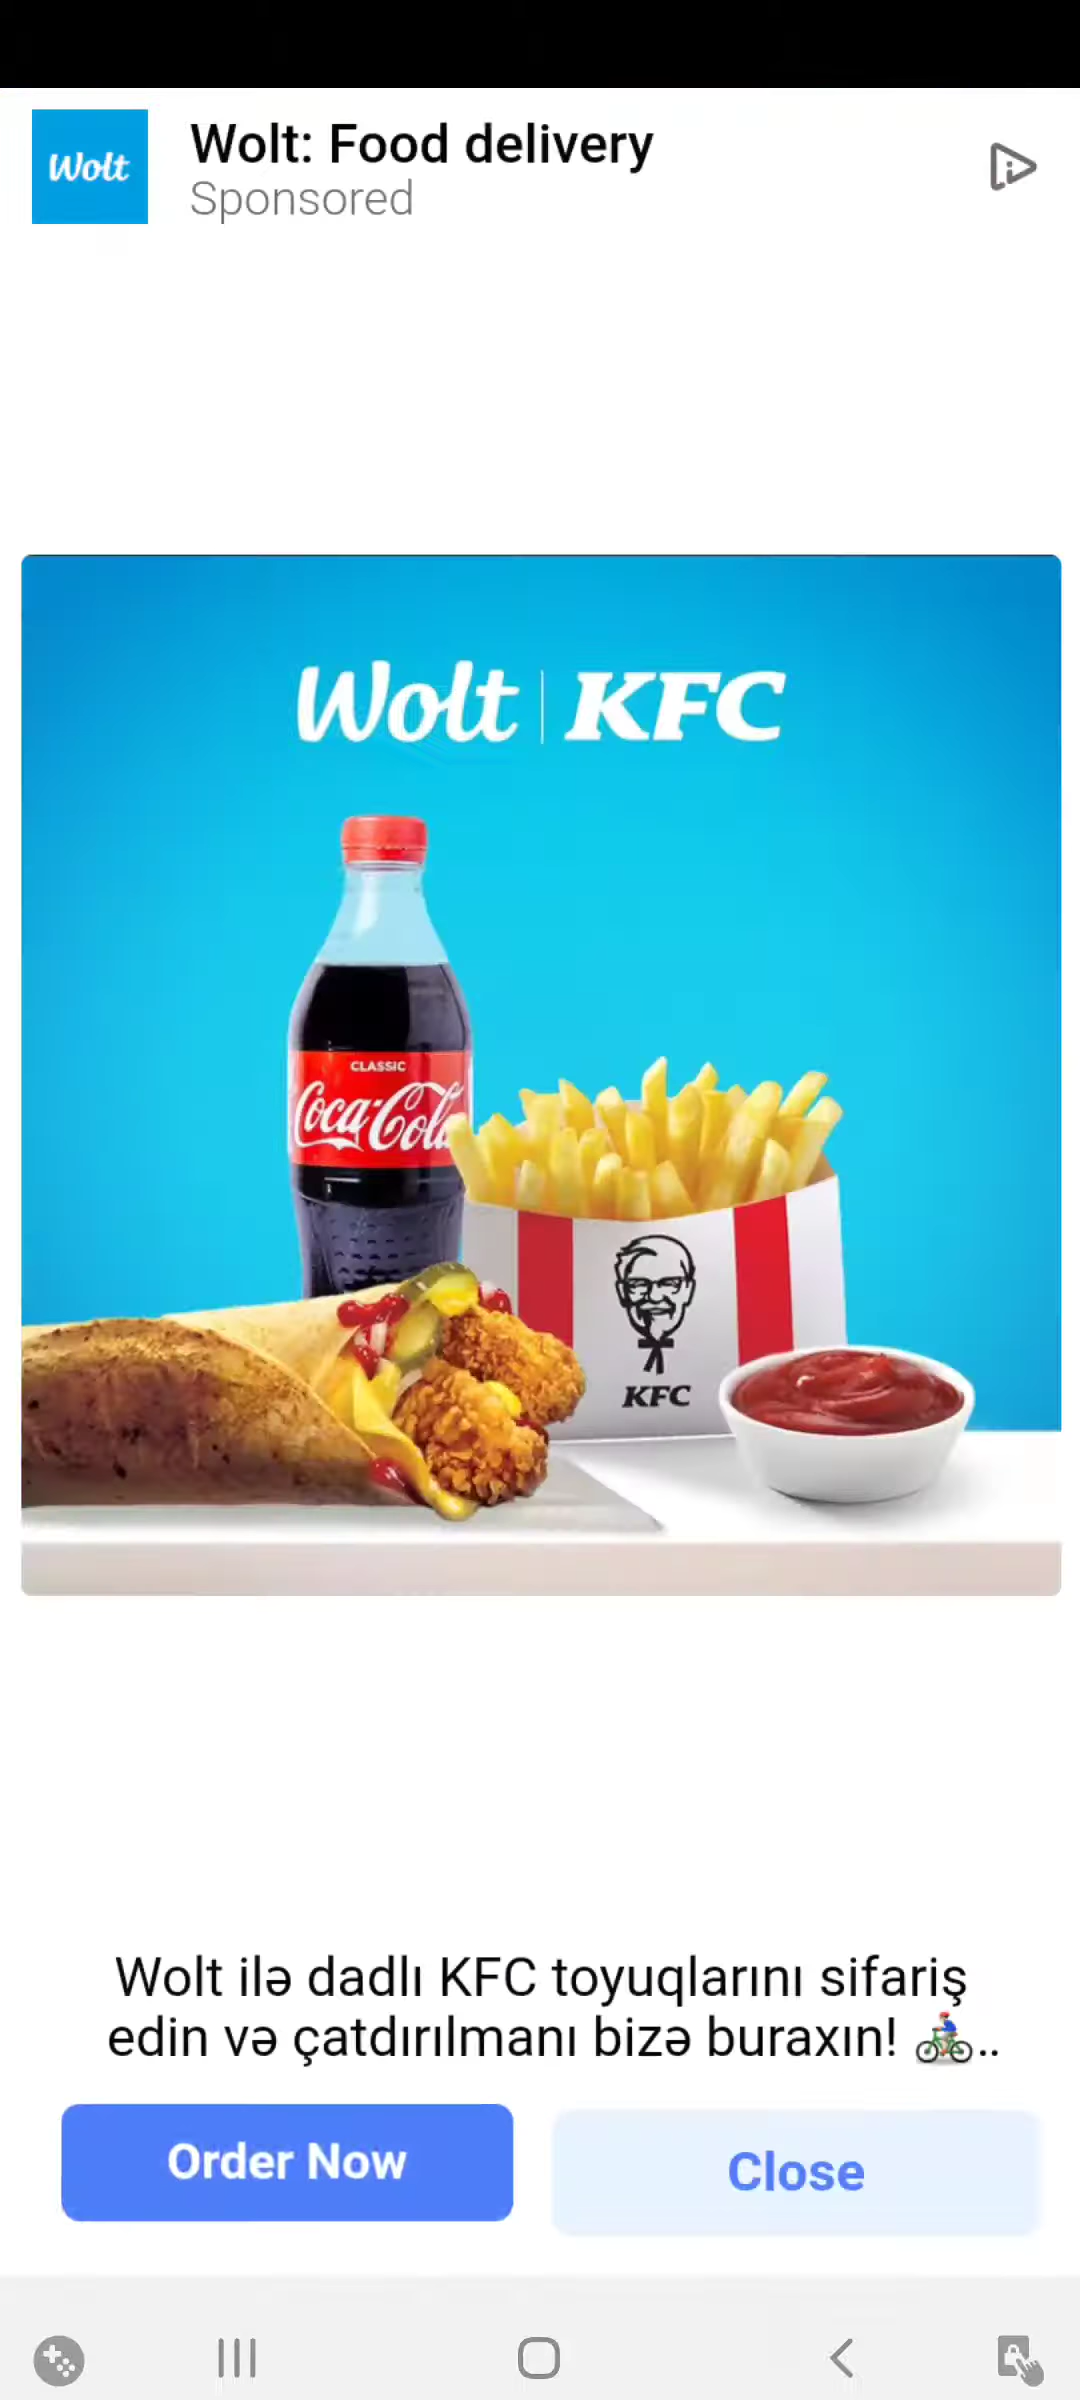 Wolt
Wolt: Food delivery
Sponsored
Wolt | KFC
CLASSIC
Coca-Cola
KFC
Wolt ilə dadlı KFC toyuqlarını sifariş
edin və çatdırılmanı bizə buraxın! 🚴..
Order Now
Close